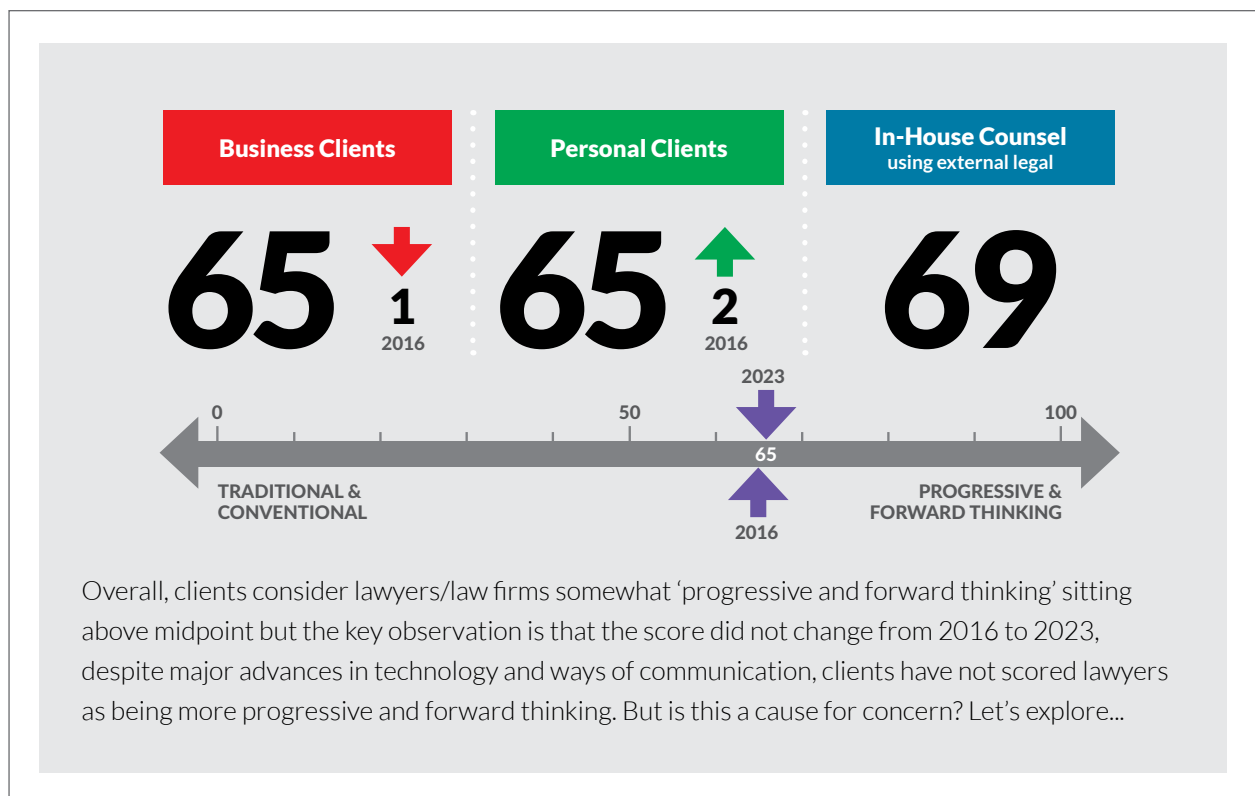 Business Clients
Personal Clients
In-House Counsel
using external legal
65
1
2016
65
2
2016
69
2023
0
50
100
65
TRADITIONAL &
CONVENTIONAL
PROGRESSIVE &
FORWARD THINKING
2016
Overall, clients consider lawyers/law firms somewhat ‘progressive and forward thinking’ sitting
above midpoint but the key observation is that the score did not change from 2016 to 2023,
despite major advances in technology and ways of communication, clients have not scored lawyers
as being more progressive and forward thinking. But is this a cause for concern? Let’s explore...